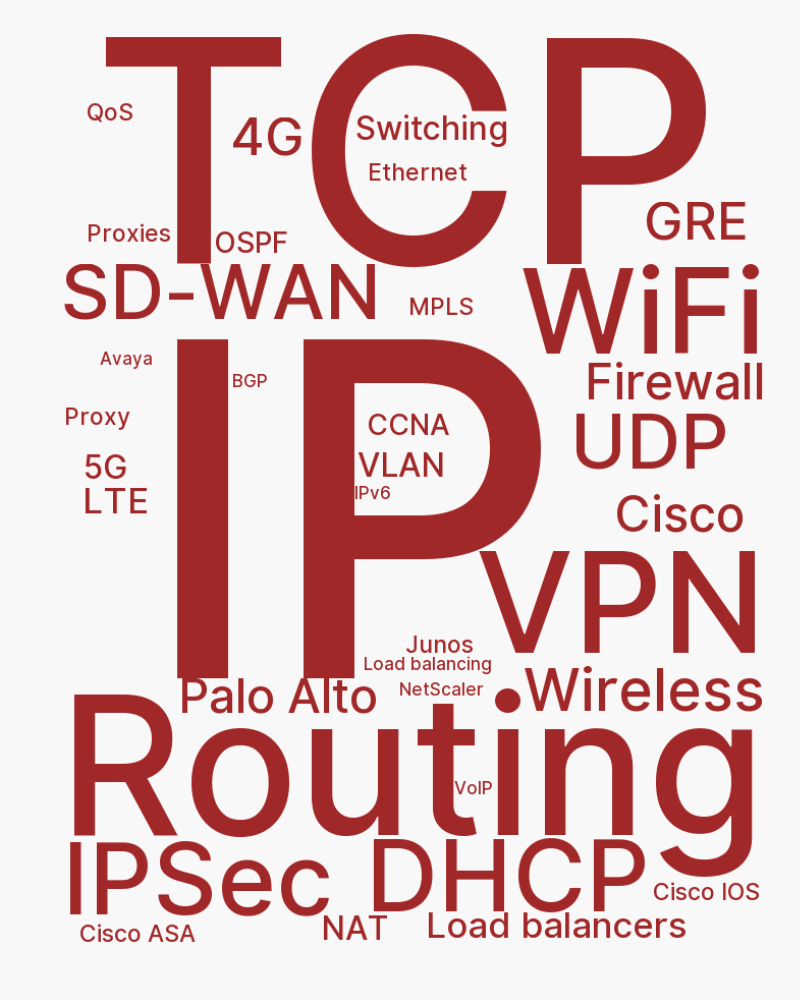 TCP
QoS
4G
Switching
Ethernet
GRE
Proxies
OSPF
SD-WAN
MPLS
WiFi
IP
Avaya
BGP
Firewall
Proxy
CCNA
UDP
5G
VLAN
LTE
IPv6
Cisco
VPN
Junos
Load balancing
Palo Alto
NetScaler
Wireless
Routing
VoIP
IPSec
DHCP
Cisco IOS
Cisco ASA
NAT
Load balancers